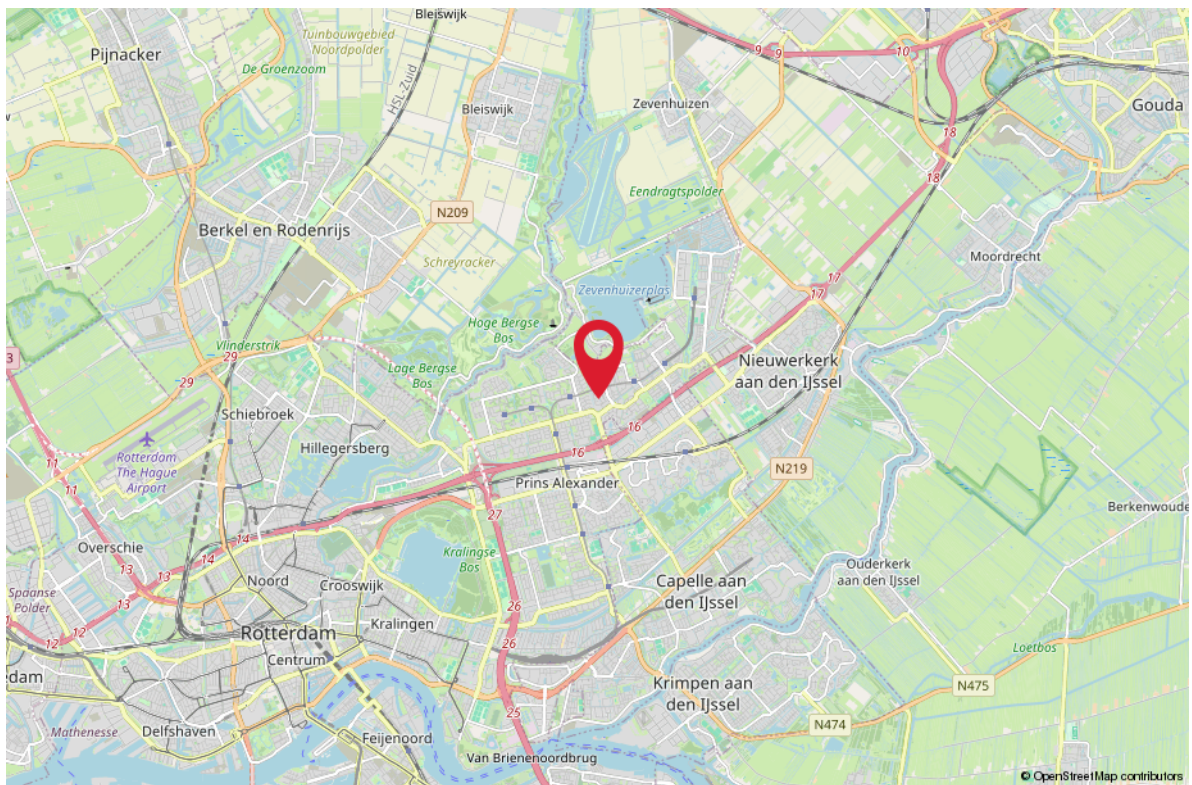 Bleiswijk
Pijnacker
Tuinbouwgebied
Noordpolder
De Groenzoom
HSL-Zuid
Bleiswijk
9
9
10
Zevenhuizen
Gouda
18
18
Eendragtspolder
N209
Berkel en Rodenrijs
Schreyracker
Moordrecht
17
17
Zevenhuizerplas
Hoge Bergse
Bos
Vlinderstrik
29
29
3
Lage Bergse
Bos
Nieuwerkerk
aan den IJssel
Schiebroek
16
16
Hillegersberg
Rotterdam
The Hague
Airport
11
11
N219
Prins Alexander
27
Berkenwoude
Overschie
14
14
13
13
Kralingse
Bos
Noord
Crooswijk
Ouderkerk
aan den IJssel
Capelle aan
den IJssel
Spaanse
Polder
26
26
12
12
Kralingen
Rotterdam
Centrum
Loetbos
edam
Krimpen aan
den IJssel
N475
25
N474
Mathenesse
Delfshaven
Feijenoord
Van Brienenoordbrug
© OpenStreetMap contributors